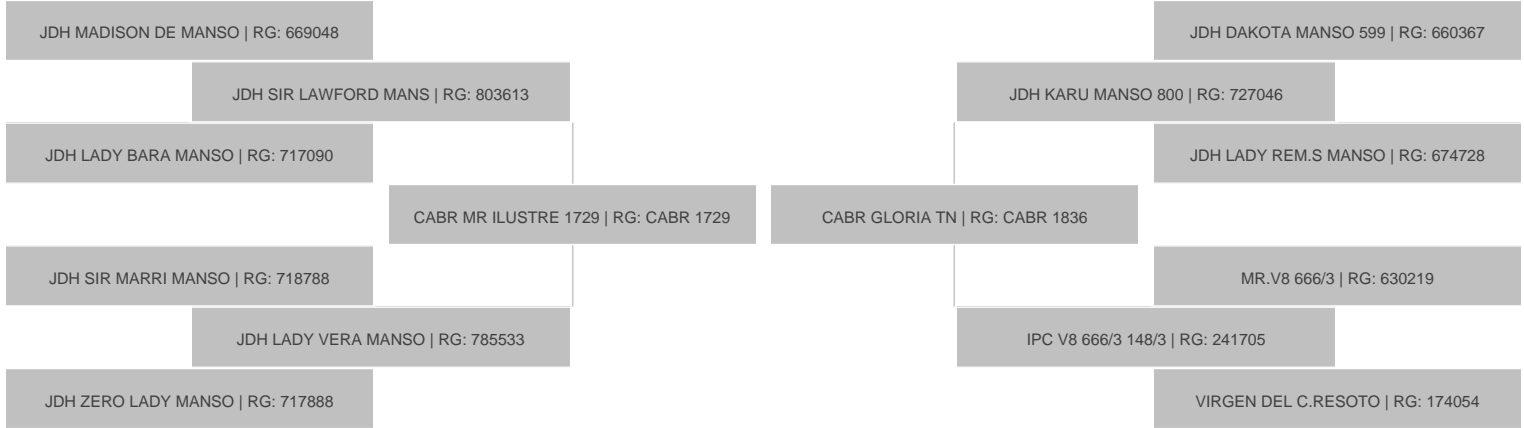 JDH MADISON DE MANSO | RG: 669048
JDH DAKOTA MANSO 599 | RG: 660367
JDH SIR LAWFORD MANS | RG: 803613
JDH KARU MANSO 800 | RG: 727046
JDH LADY BARA MANSO | RG: 717090
JDH LADY REM.S MANSO | RG: 674728
CABR MR ILUSTRE 1729 | RG: CABR 1729
CABR GLORIA TN | RG: CABR 1836
JDH SIR MARRI MANSO | RG: 718788
MR.V8 666/3 | RG: 630219
JDH LADY VERA MANSO | RG: 785533
IPC V8 666/3 148/3 | RG: 241705
JDH ZERO LADY MANSO | RG: 717888
VIRGEN DEL C.RESOTO | RG: 174054